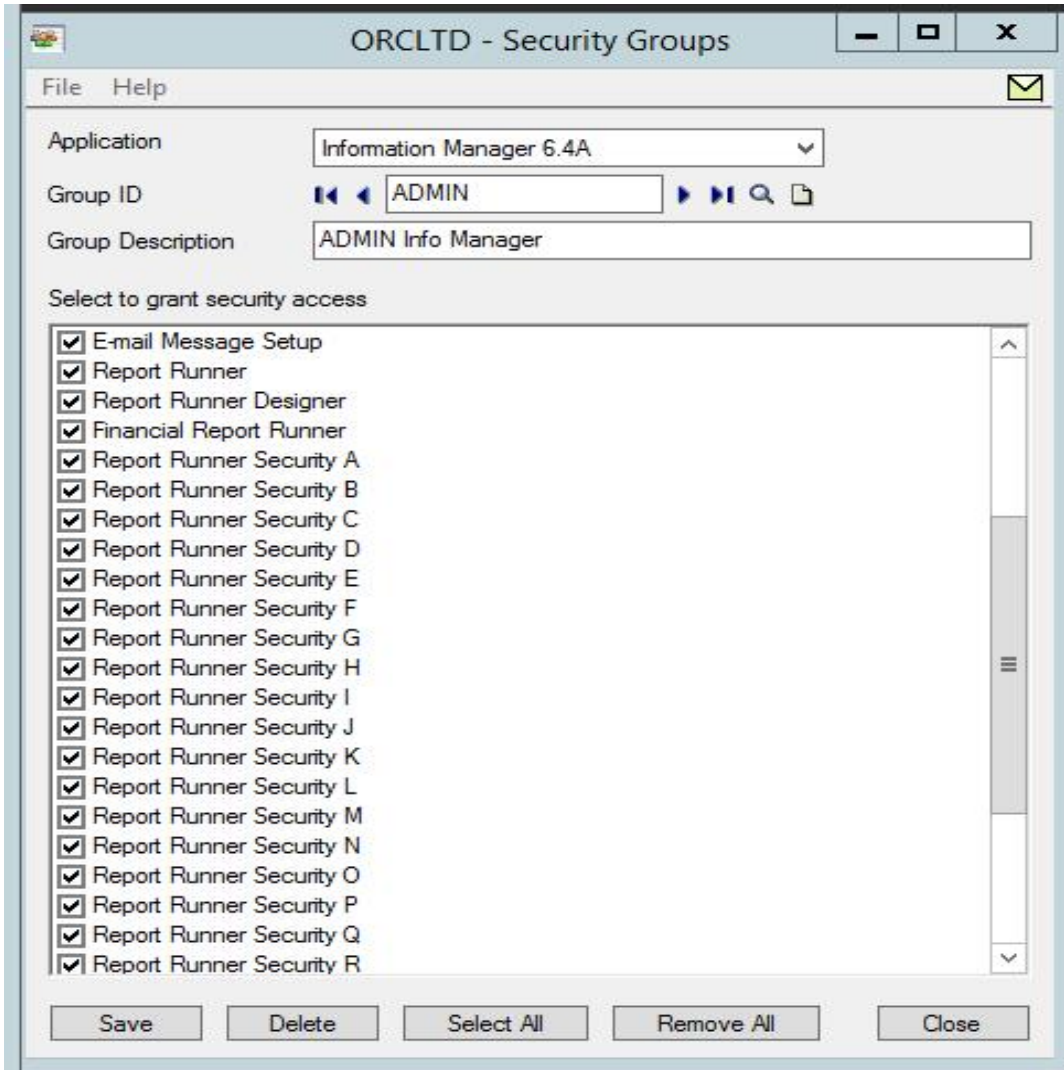 ORCLTD - Security Groups
File Help
Application Information Manager 6.4A
Group ID ADMIN
Group Description ADMIN Info Manager
Select to grant security access
E-mail Message Setup
Report Runner
Report Runner Designer
Financial Report Runner
Report Runner Security A
Report Runner Security B
Report Runner Security C
Report Runner Security D
Report Runner Security E
Report Runner Security F
Report Runner Security G
Report Runner Security H
Report Runner Security I
Report Runner Security J
Report Runner Security K
Report Runner Security L
Report Runner Security M
Report Runner Security N
Report Runner Security O
Report Runner Security P
Report Runner Security Q
Report Runner Security R
Save Delete Select All Remove All Close